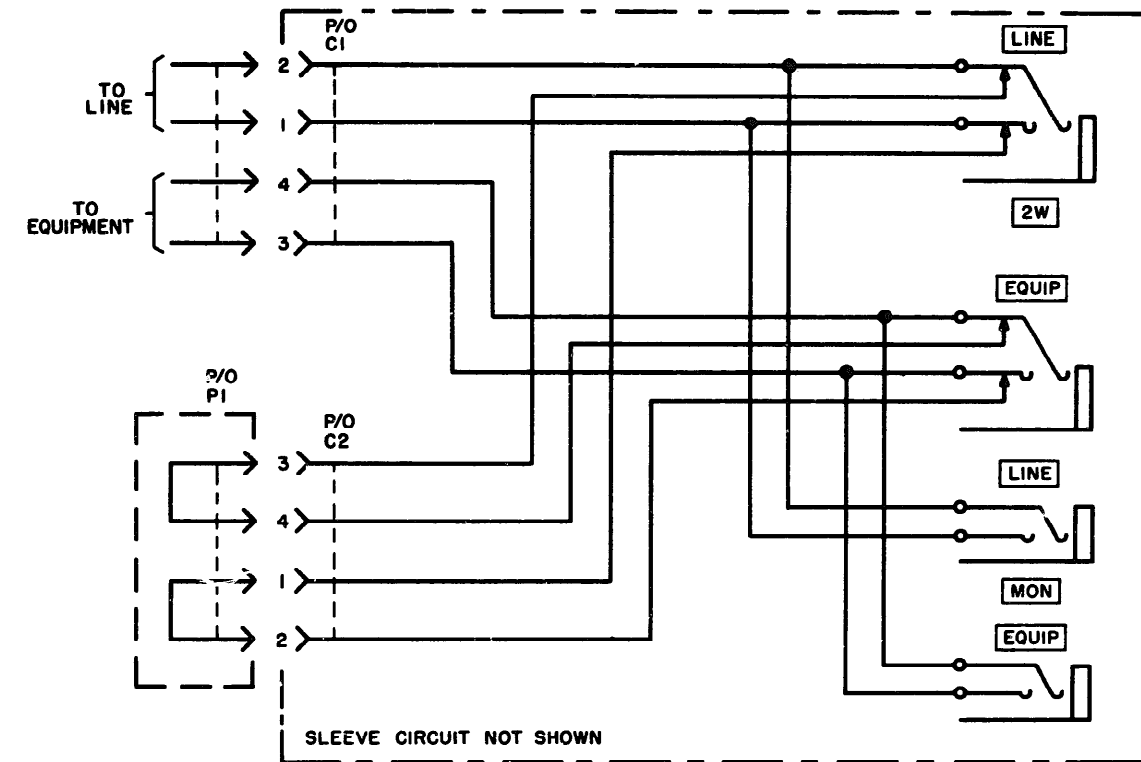 P/O
C1
LINE
2
TO
LINE
1
4
TO
EQUIPMENT
3
2W
EQUIP
P/O
P1
P/O
C2
3
4
1
2
LINE
MON
EQUIP
SLEEVE CIRCUIT NOT SHOWN